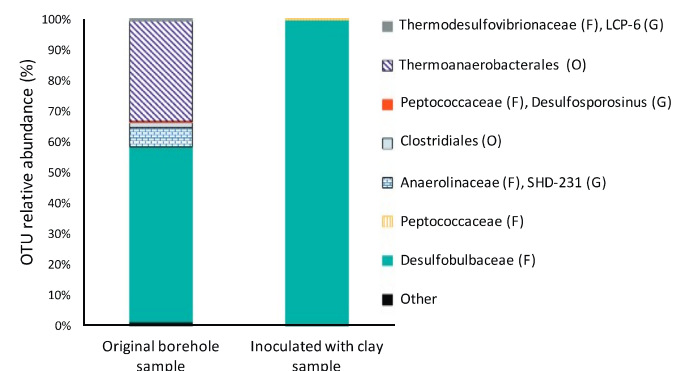 OTU relative abundance (%)
100%
90%
80%
70%
60%
50%
40%
30%
20%
10%
0%
Original borehole
sample
Inoculated with clay
sample
Thermodesulfovibrionaceae (F), LCP-6 (G)
Thermoanaerobacterales (O)
Peptococcaceae (F), Desulfosporosinus (G)
Clostridiales (O)
Anaerolinaceae (F), SHD-231 (G)
Peptococcaceae (F)
Desulfobulbaceae (F)
Other